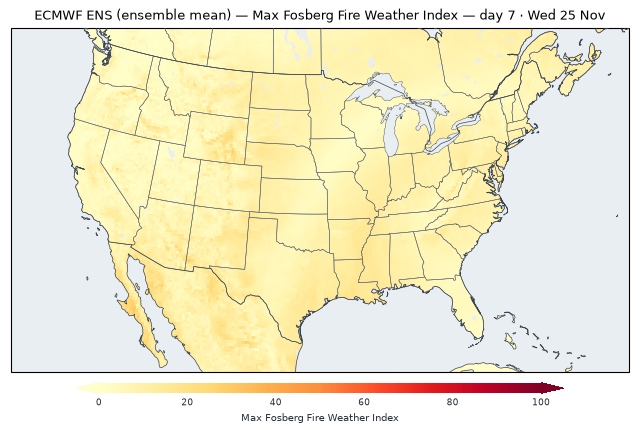 ECMWF ENS (ensemble mean) — Max Fosberg Fire Weather Index — day 7 · Wed 25 Nov
0 20 40 60 80 100
Max Fosberg Fire Weather Index